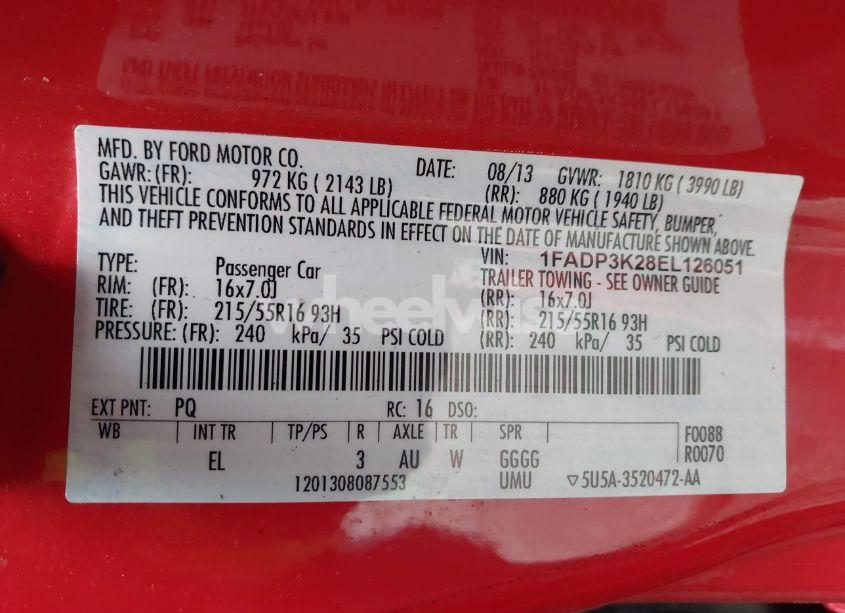 MFD. BY FORD MOTOR CO. DATE: 08/13 GVWR: 1810 KG ( 3990 LB)
GAWR: (FR): 972 KG ( 2143 LB) (RR): 880 KG ( 1940 LB)
THIS VEHICLE CONFORMS TO ALL APPLICABLE FEDERAL MOTOR VEHICLE SAFETY, BUMPER,
AND THEFT PREVENTION STANDARDS IN EFFECT ON THE DATE OF MANUFACTURE SHOWN ABOVE.
VIN: 1FADP3K28EL126051
TYPE: Passenger Car TRAILER TOWING - SEE OWNER GUIDE
RIM: (FR): 16x7.0J (RR): 16x7.0J
TIRE: (FR): 215/55R16 93H (RR): 215/55R16 93H
PRESSURE: (FR): 240 kPa/ 35 PSI COLD (RR): 240 kPa/ 35 PSI COLD
EXT PNT: PQ RC: 16 DSO:
WB INT TR TP/PS R AXLE TR SPR F0088
EL 3 AU W GGGG R0070
1201308087553 UMU ▽5U5A-3520472-AA